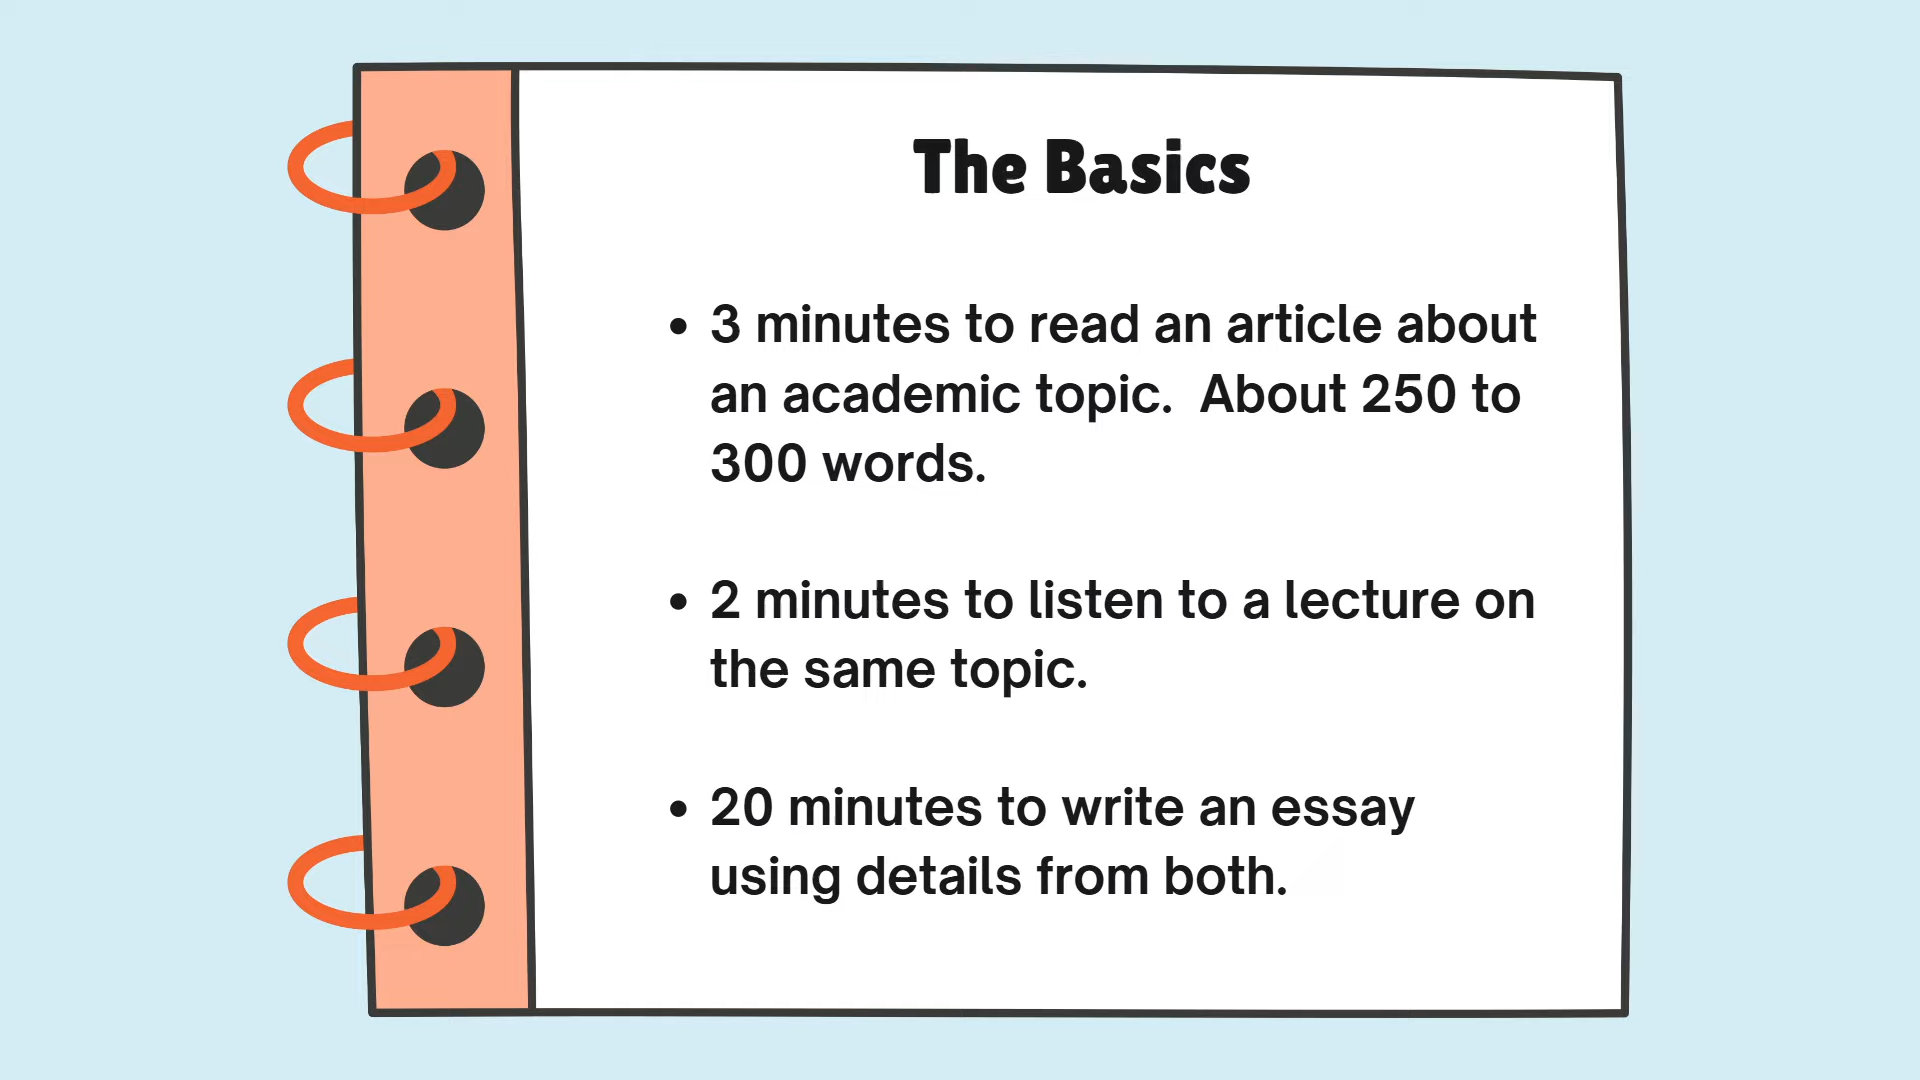 The Basics
• 3 minutes to read an article about
an academic topic.  About 250 to
300 words.
• 2 minutes to listen to a lecture on
the same topic.
• 20 minutes to write an essay
using details from both.